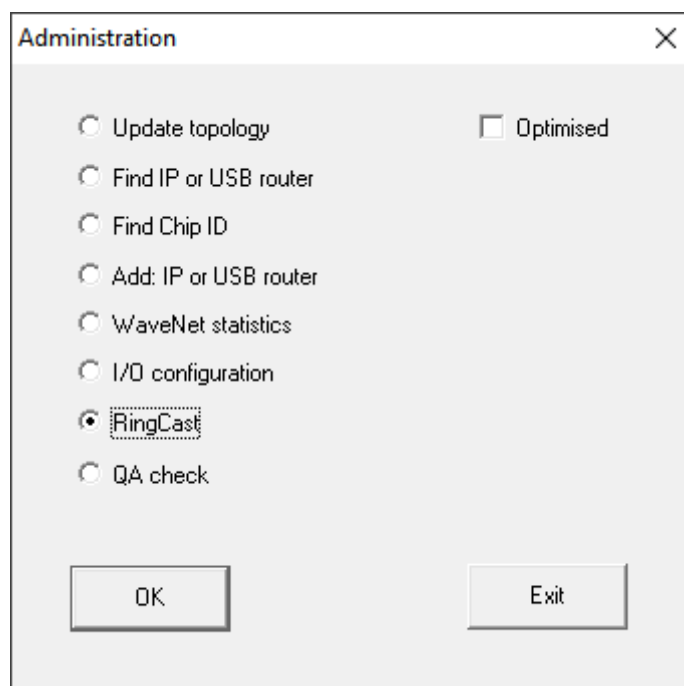 Administration
Update topology
Optimised
Find IP or USB router
Find Chip ID
Add: IP or USB router
WaveNet statistics
I/O configuration
RingCast
QA check
OK
Exit